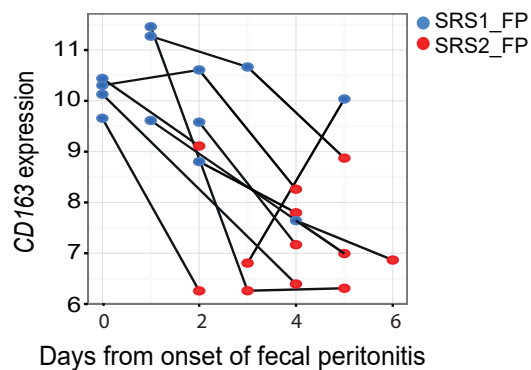 SRS1_FP
SRS2_FP
11
10
9
8
7
6
CD163 expression
0 2 4 6
Days from onset of fecal peritonitis